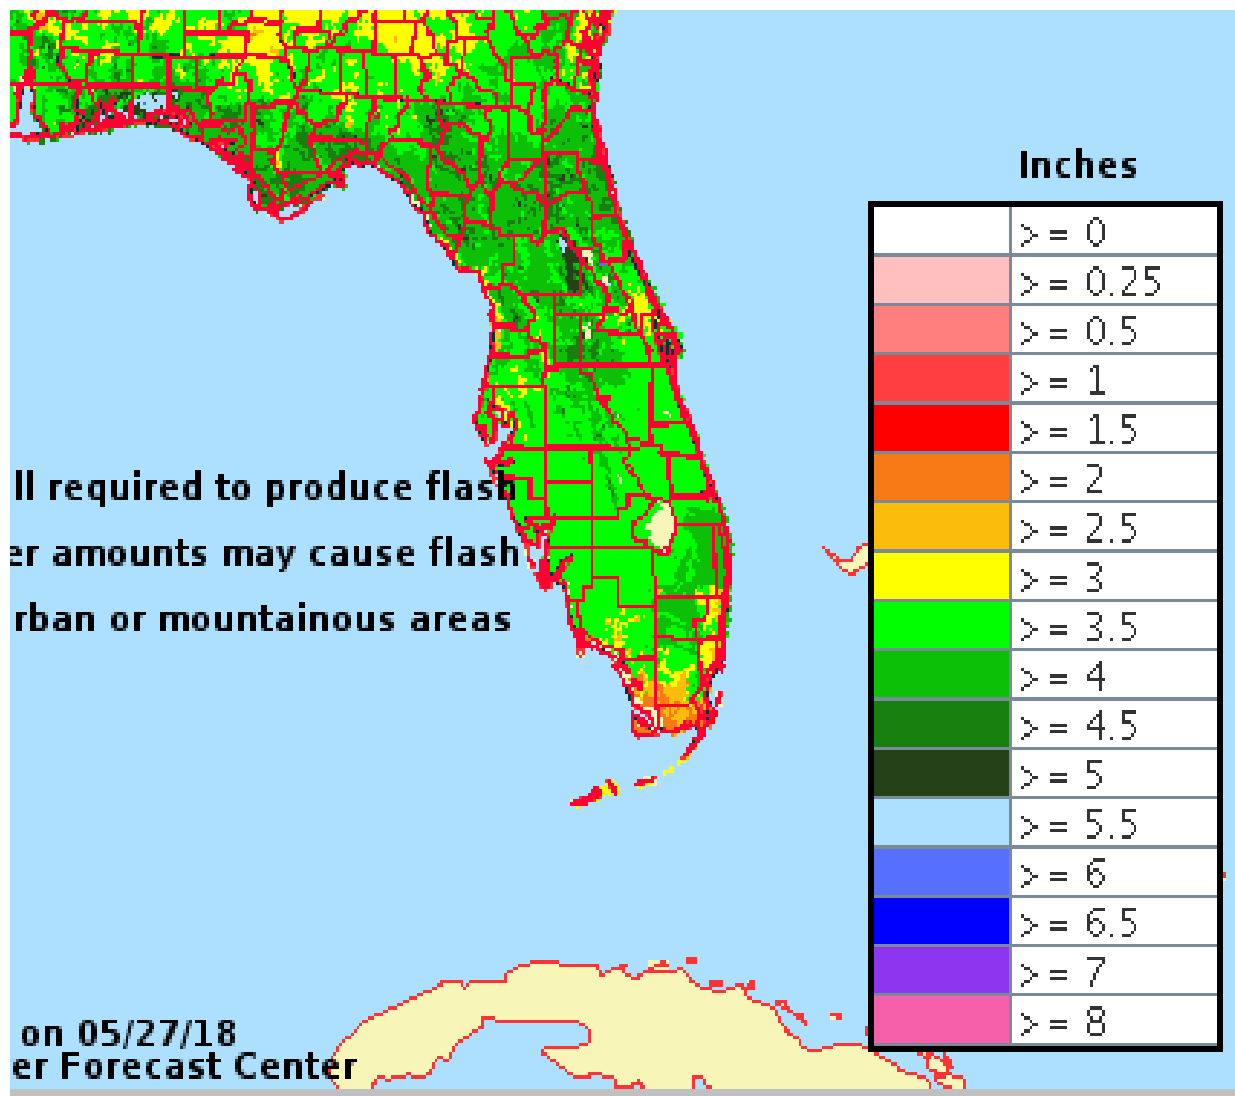 Inches
> = 0
> = 0.25
> = 0.5
> = 1
> = 1.5
> = 2
> = 2.5
> = 3
> = 3.5
> = 4
> = 4.5
> = 5
> = 5.5
> = 6
> = 6.5
> = 7
> = 8
ll required to produce flash
er amounts may cause flash
rban or mountainous areas
on 05/27/18
er Forecast Center